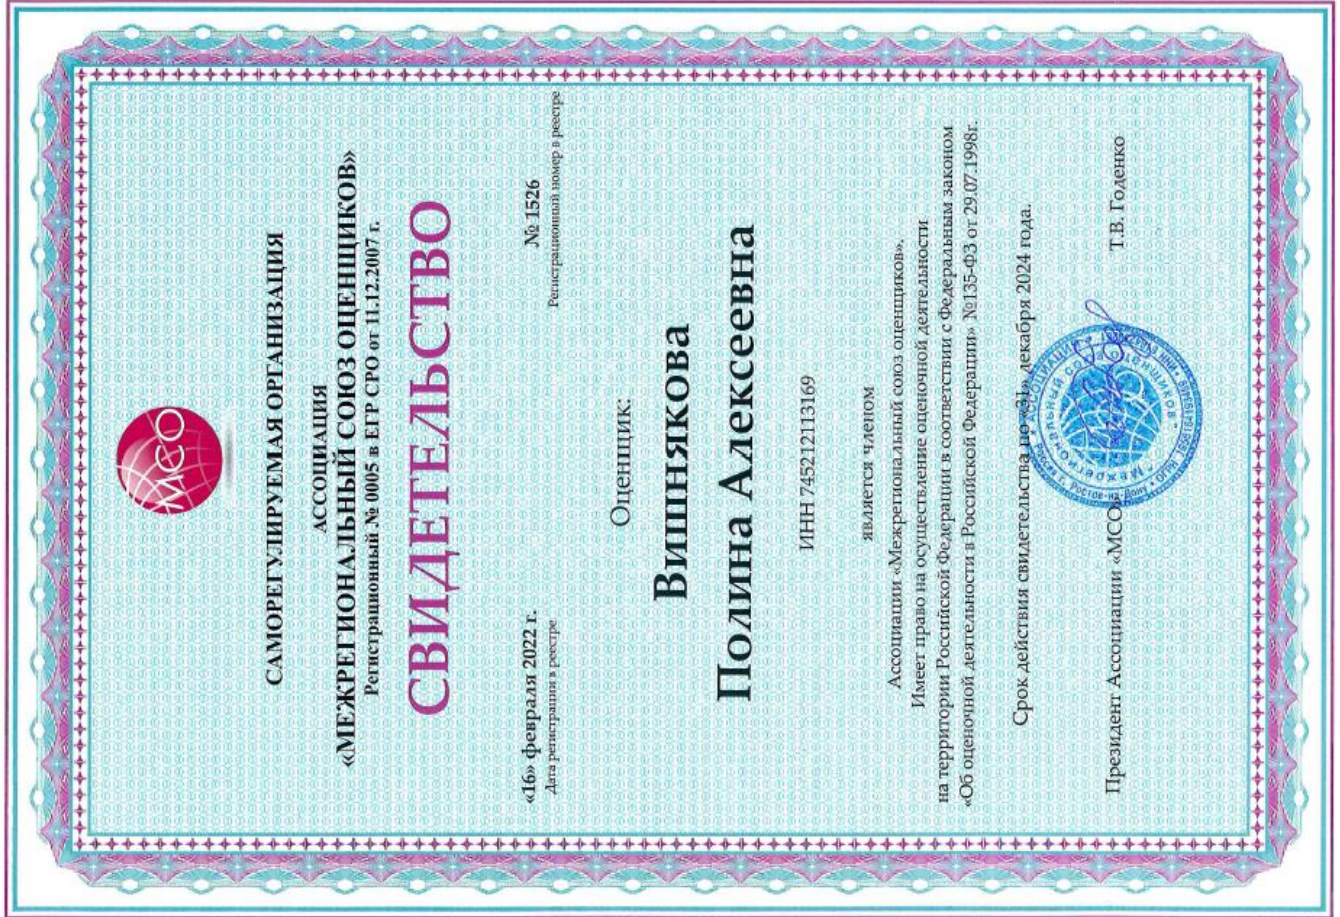 МСО
САМОРЕГУЛИРУЕМАЯ ОРГАНИЗАЦИЯ
АССОЦИАЦИЯ
«МЕЖРЕГИОНАЛЬНЫЙ СОЮЗ ОЦЕНЩИКОВ»
Регистрационный № 0005 в ЕГР СРО от 11.12.2007 г.
СВИДЕТЕЛЬСТВО
«16» февраля 2022 г. № 1526
Дата регистрации в реестре Регистрационный номер в реестре
Оценщик:
Вишнякова
Полина Алексеевна
ИНН 745212113169
является членом
Ассоциации «Межрегиональный союз оценщиков».
Имеет право на осуществление оценочной деятельности
на территории Российской Федерации в соответствии с Федеральным законом
«Об оценочной деятельности в Российской Федерации» №135-ФЗ от 29.07.1998г.
Срок действия свидетельства по «31» декабря 2024 года.
Президент Ассоциации «МСО» Т.В. Годенко